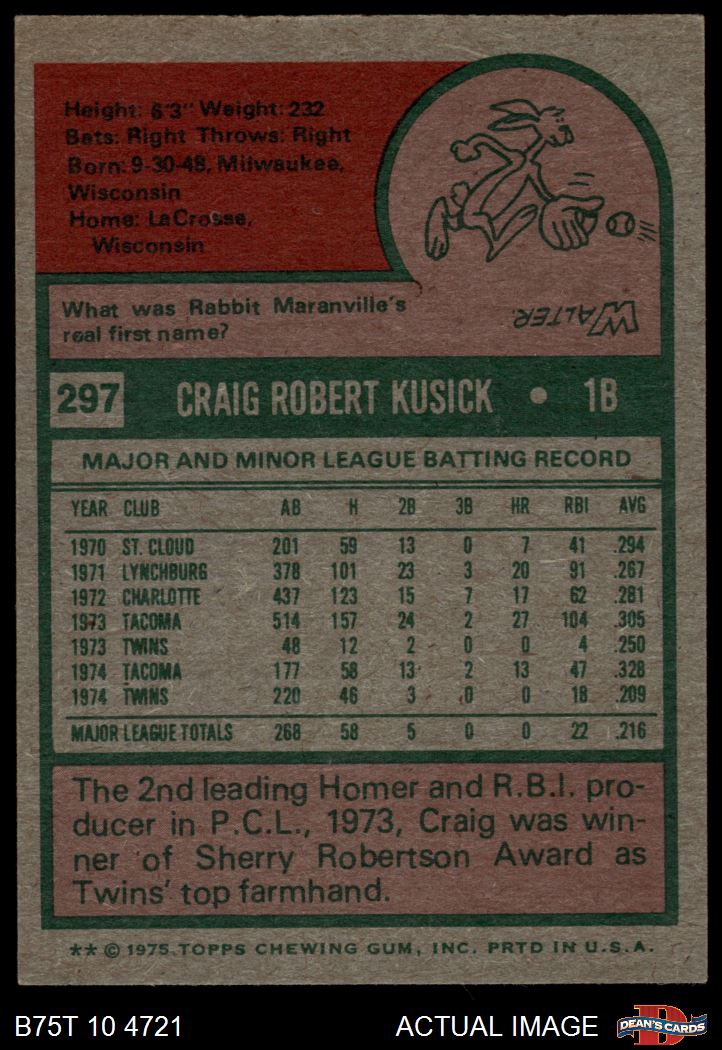 Height: 6'3" Weight: 232
Bats: Right Throws: Right
Born: 9-30-48, Milwaukee,
Wisconsin
Home: LaCrosse,
Wisconsin
WALTER.
What was Rabbit Maranville's
real first name?
297 CRAIG ROBERT KUSICK • 1B
MAJOR AND MINOR LEAGUE BATTING RECORD
YEAR CLUB AB H 2B 3B HR RBI AVG
1970 ST. CLOUD 201 59 13 0 7 41 .294
1971 LYNCHBURG 378 101 23 3 20 91 .267
1972 CHARLOTTE 437 123 15 7 17 62 .281
1973 TACOMA 514 157 24 2 27 104 .305
1973 TWINS 48 12 2 0 0 4 .250
1974 TACOMA 177 58 13 2 13 47 .328
1974 TWINS 220 46 3 0 0 18 .209
MAJOR LEAGUE TOTALS 268 58 5 0 0 22 .216
The 2nd leading Homer and R.B.I. pro-
ducer in P.C.L., 1973, Craig was win-
ner of Sherry Robertson Award as
Twins' top farmhand.
** © 1975 TOPPS CHEWING GUM, INC. PRTD IN U.S.A.
B75T 10 4721 ACTUAL IMAGE D DEAN'S CARDS